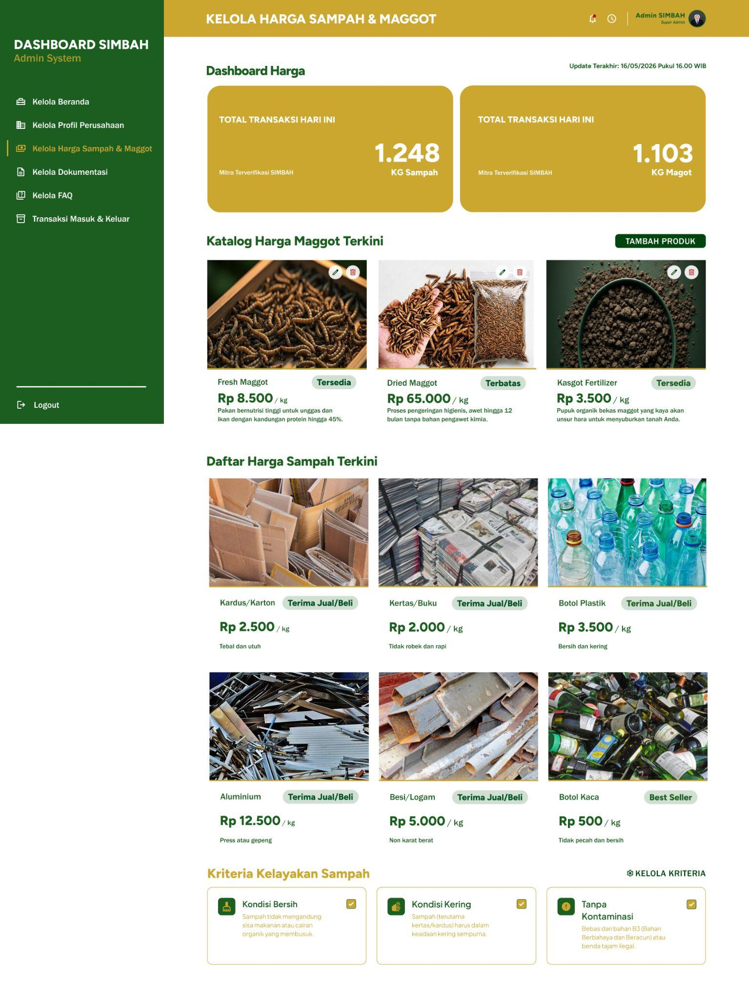 KELOLA HARGA SAMPAH & MAGGOT
Admin SIMBAH
Super Admin
DASHBOARD SIMBAH
Admin System
Kelola Beranda
Kelola Profil Perusahaan
Kelola Harga Sampah & Maggot
Kelola Dokumentasi
Kelola FAQ
Transaksi Masuk & Keluar
Logout
Dashboard Harga
Update Terakhir: 16/05/2026 Pukul 16.00 WIB
TOTAL TRANSAKSI HARI INI
1.248
Mitra Terverifikasi SIMBAH
KG Sampah
TOTAL TRANSAKSI HARI INI
1.103
Mitra Terverifikasi SIMBAH
KG Magot
Katalog Harga Maggot Terkini
TAMBAH PRODUK
Fresh Maggot
Tersedia
Rp 8.500 / kg
Pakan bernutrisi tinggi untuk unggas dan
ikan dengan kandungan protein hingga 45%.
Dried Maggot
Terbatas
Rp 65.000 / kg
Proses pengeringan higienis, awet hingga 12
bulan tanpa bahan pengawet kimia.
Kasgot Fertilizer
Tersedia
Rp 3.500 / kg
Pupuk organik bekas maggot yang kaya akan
unsur hara untuk menyuburkan tanah Anda.
Daftar Harga Sampah Terkini
Kardus/Karton
Terima Jual/Beli
Rp 2.500 / kg
Tebal dan utuh
Kertas/Buku
Terima Jual/Beli
Rp 2.000 / kg
Tidak robek dan rapi
Botol Plastik
Terima Jual/Beli
Rp 3.500 / kg
Bersih dan kering
Aluminium
Terima Jual/Beli
Rp 12.500 / kg
Press atau gepeng
Besi/Logam
Terima Jual/Beli
Rp 5.000 / kg
Non karat berat
Botol Kaca
Best Seller
Rp 500 / kg
Tidak pecah dan bersih
Kriteria Kelayakan Sampah
KELOLA KRITERIA
Kondisi Bersih
Sampah tidak mengandung
sisa makanan atau cairan
organik yang membusuk.
Kondisi Kering
Sampah (terutama
kertas/kardus) harus dalam
keadaan kering sempurna.
Tanpa
Kontaminasi
Bebas dari bahan B3 (Bahan
Berbahaya dan Beracun) atau
benda tajam ilegal.